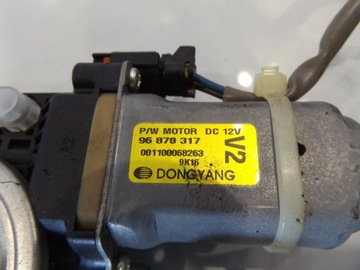 P/W MOTOR DC 12V
96 870 317
001100068263
9K16
DONGYANG
V2